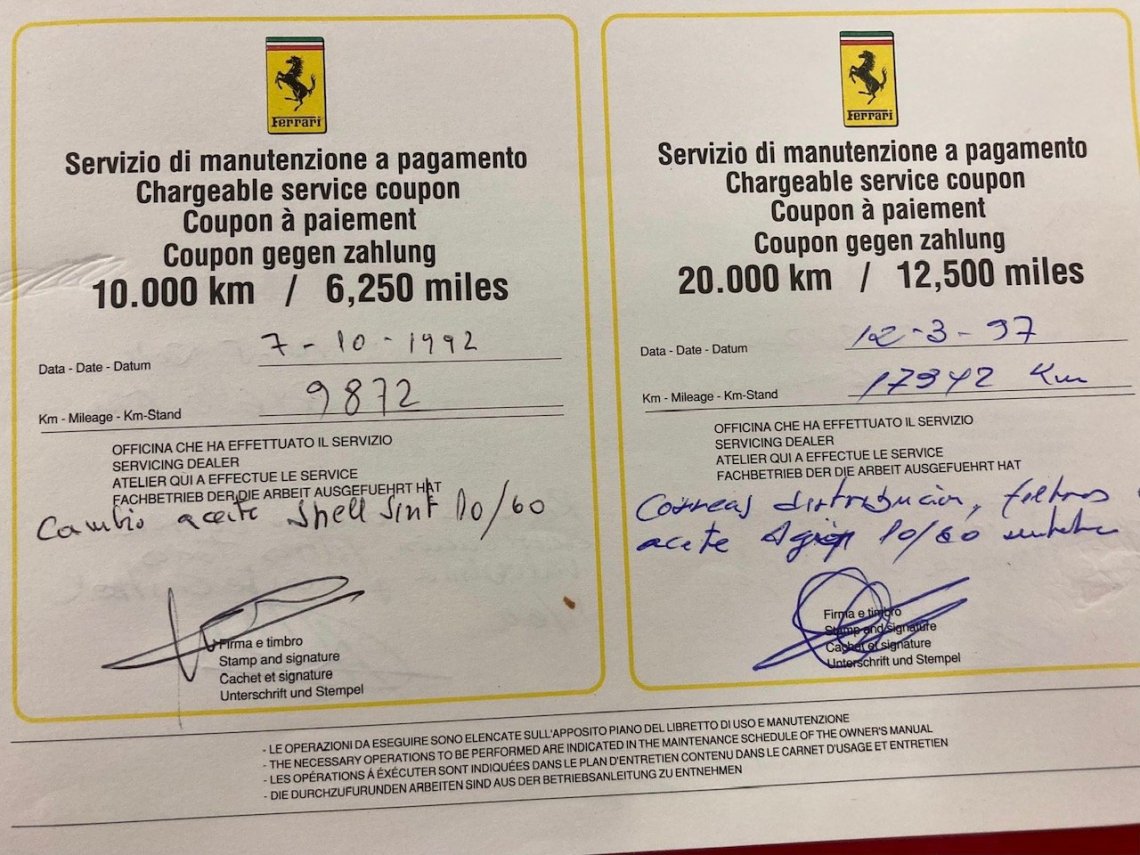 Ferrari
Servizio di manutenzione a pagamento
Chargeable service coupon
Coupon à paiement
Coupon gegen zahlung
10.000 km / 6,250 miles
Data - Date - Datum 7-10-1992
Km - Mileage - Km-Stand 9872
OFFICINA CHE HA EFFETTUATO IL SERVIZIO
SERVICING DEALER
ATELIER QUI A EFFECTUE LE SERVICE
FACHBETRIEB DER DIE ARBEIT AUSGEFUEHRT HAT
Cambio aceite Shell Sint 10/60
Firma e timbro
Stamp and signature
Cachet et signature
Unterschrift und Stempel
Ferrari
Servizio di manutenzione a pagamento
Chargeable service coupon
Coupon à paiement
Coupon gegen zahlung
20.000 km / 12,500 miles
Data - Date - Datum 12-3-97
Km - Mileage - Km-Stand 17342 Km
OFFICINA CHE HA EFFETTUATO IL SERVIZIO
SERVICING DEALER
ATELIER QUI A EFFECTUE LE SERVICE
FACHBETRIEB DER DIE ARBEIT AUSGEFUEHRT HAT
Correas distribución, filtros
aceite 10/60
Firma e timbro
Stamp and signature
Cachet et signature
Unterschrift und Stempel
- LE OPERAZIONI DA ESEGUIRE SONO ELENCATE SULL'APPOSITO PIANO DEL LIBRETTO DI USO E MANUTENZIONE
- THE NECESSARY OPERATIONS TO BE PERFORMED ARE INDICATED IN THE MAINTENANCE SCHEDULE OF THE OWNER'S MANUAL
- LES OPÉRATIONS Á ÉXÉCUTER SONT INDIQUÉES DANS LE PLAN D'ENTRETIEN CONTENU DANS LE CARNET D'USAGE ET ENTRETIEN
- DIE DURCHZUFURUNDEN ARBEITEN SIND AUS DER BETRIEBSANLEITUNG ZU ENTNEHMEN